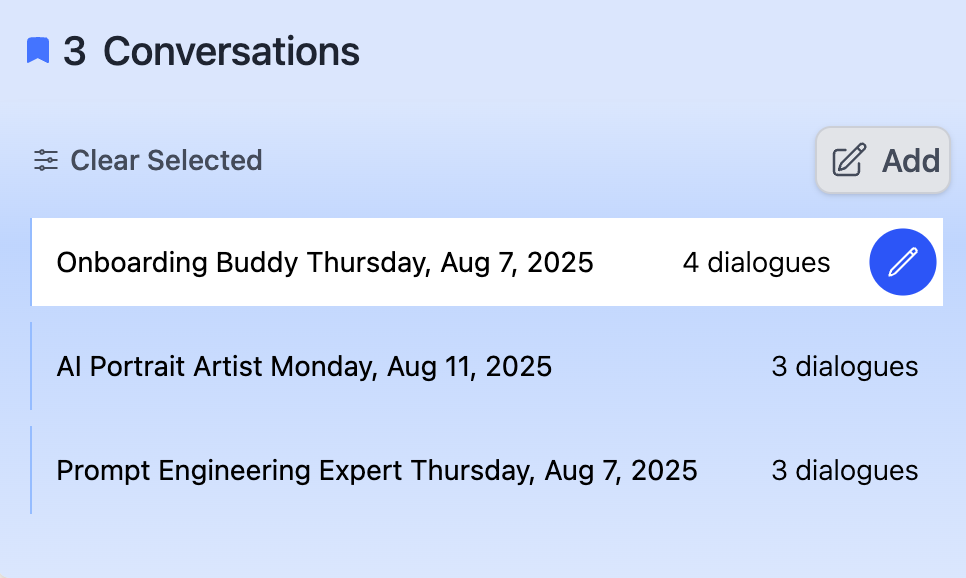 3 Conversations
Clear Selected
Add
Onboarding Buddy Thursday, Aug 7, 2025 4 dialogues
AI Portrait Artist Monday, Aug 11, 2025 3 dialogues
Prompt Engineering Expert Thursday, Aug 7, 2025 3 dialogues